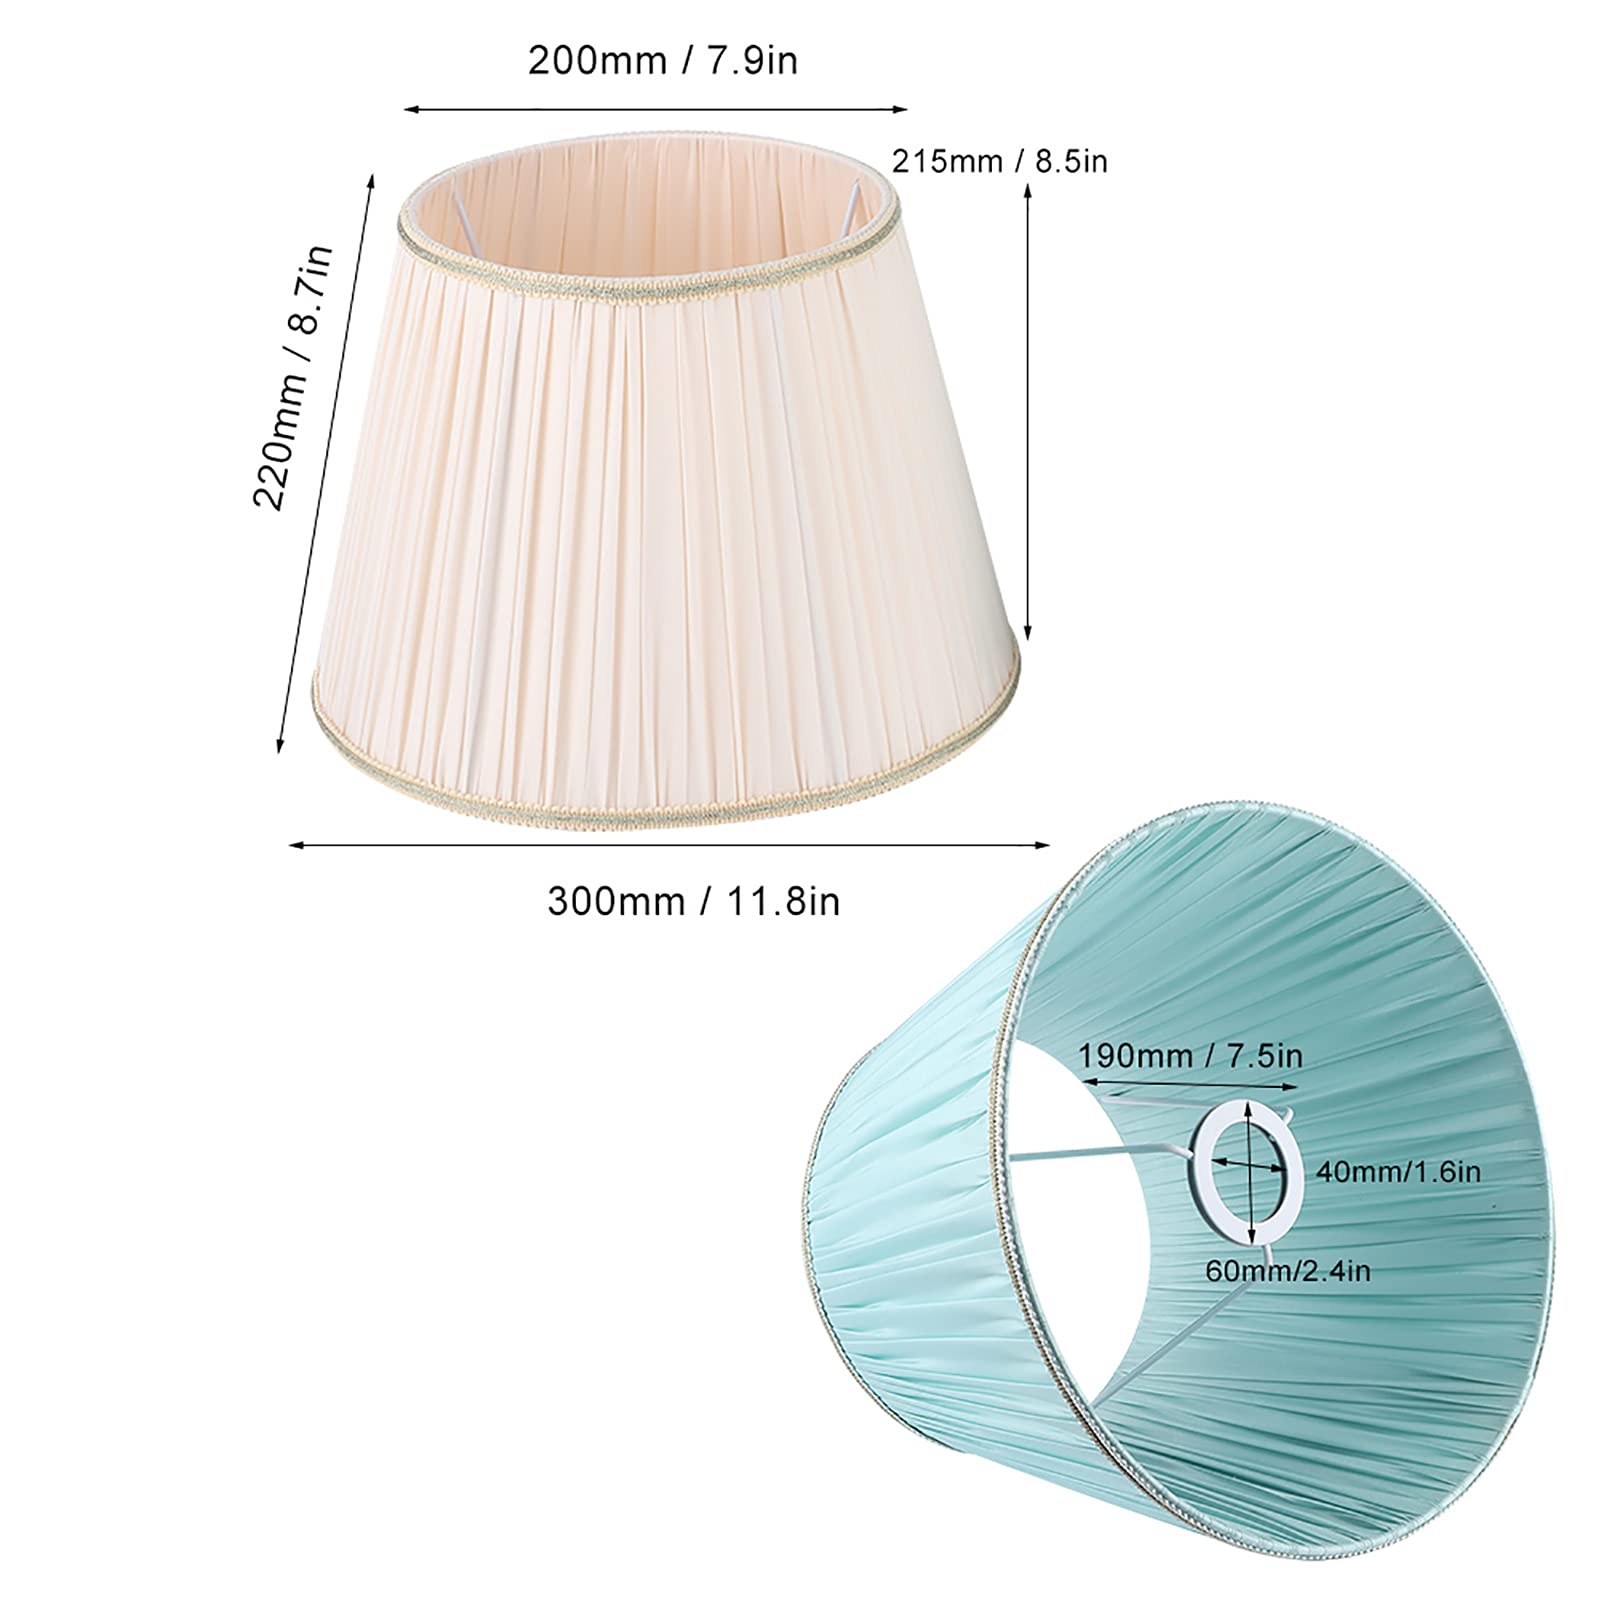 200mm / 7.9in
215mm / 8.5in
220mm / 8.7in
300mm / 11.8in
190mm / 7.5in
40mm/1.6in
60mm/2.4in